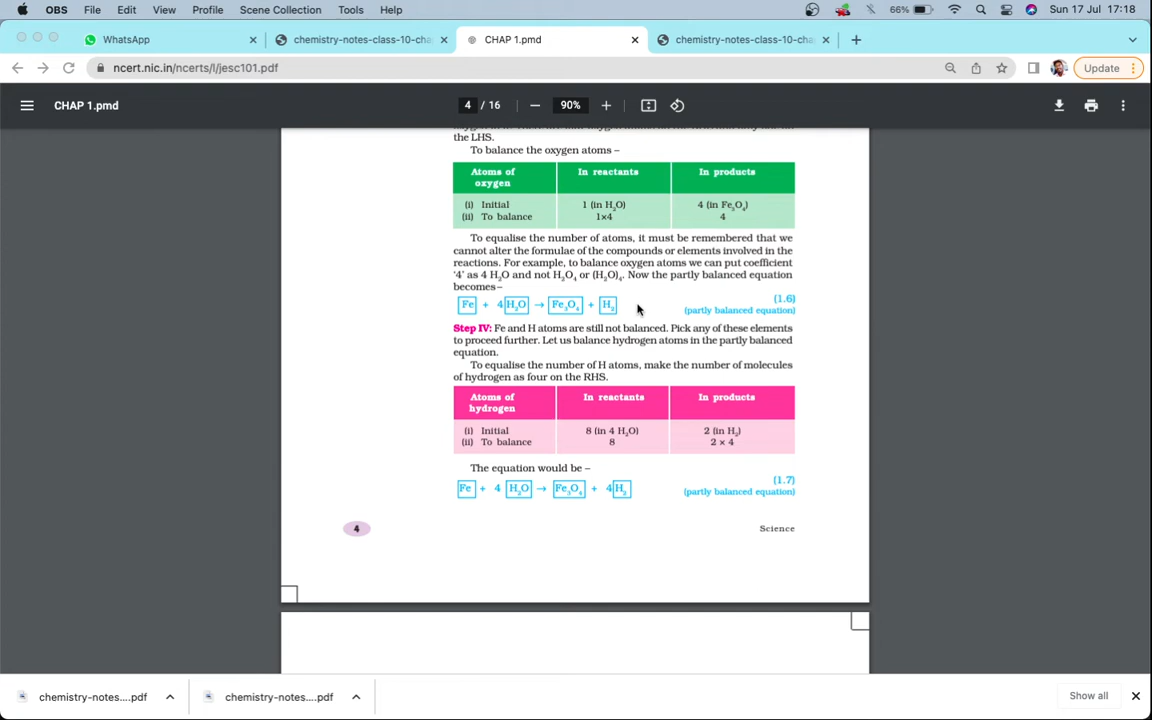 OBS File Edit View Profile Scene Collection Tools Help 66% Sun 17 Jul 17:18
WhatsApp chemistry-notes-class-10-cha CHAP 1.pmd chemistry-notes-class-10-cha
ncert.nic.in/ncerts/l/jesc101.pdf Update
CHAP 1.pmd 4 / 16 90%
the LHS.
To balance the oxygen atoms –
Atoms of oxygen In reactants In products
(i) Initial 1 (in H₂O) 4 (in Fe₃O₄)
(ii) To balance 1×4 4
To equalise the number of atoms, it must be remembered that we
cannot alter the formulae of the compounds or elements involved in the
reactions. For example, to balance oxygen atoms we can put coefficient
'4' as 4 H₂O and not H₂O₄ or (H₂O)₄. Now the partly balanced equation
becomes–
Fe + 4 H₂O → Fe₃O₄ + H₂ (1.6)
(partly balanced equation)
Step IV: Fe and H atoms are still not balanced. Pick any of these elements
to proceed further. Let us balance hydrogen atoms in the partly balanced
equation.
To equalise the number of H atoms, make the number of molecules
of hydrogen as four on the RHS.
Atoms of hydrogen In reactants In products
(i) Initial 8 (in 4 H₂O) 2 (in H₂)
(ii) To balance 8 2 × 4
The equation would be –
Fe + 4 H₂O → Fe₃O₄ + 4 H₂ (1.7)
(partly balanced equation)
4 Science
chemistry-notes....pdf chemistry-notes....pdf Show all